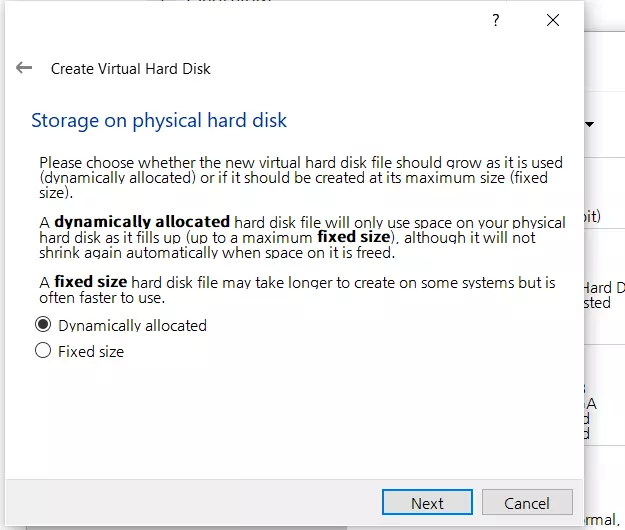 ?
Create Virtual Hard Disk
Storage on physical hard disk
Please choose whether the new virtual hard disk file should grow as it is used
(dynamically allocated) or if it should be created at its maximum size (fixed
size).
A dynamically allocated hard disk file will only use space on your physical
hard disk as it fills up (up to a maximum fixed size), although it will not
shrink again automatically when space on it is freed.
A fixed size hard disk file may take longer to create on some systems but is
often faster to use.
Dynamically allocated
Fixed size
Next
Cancel